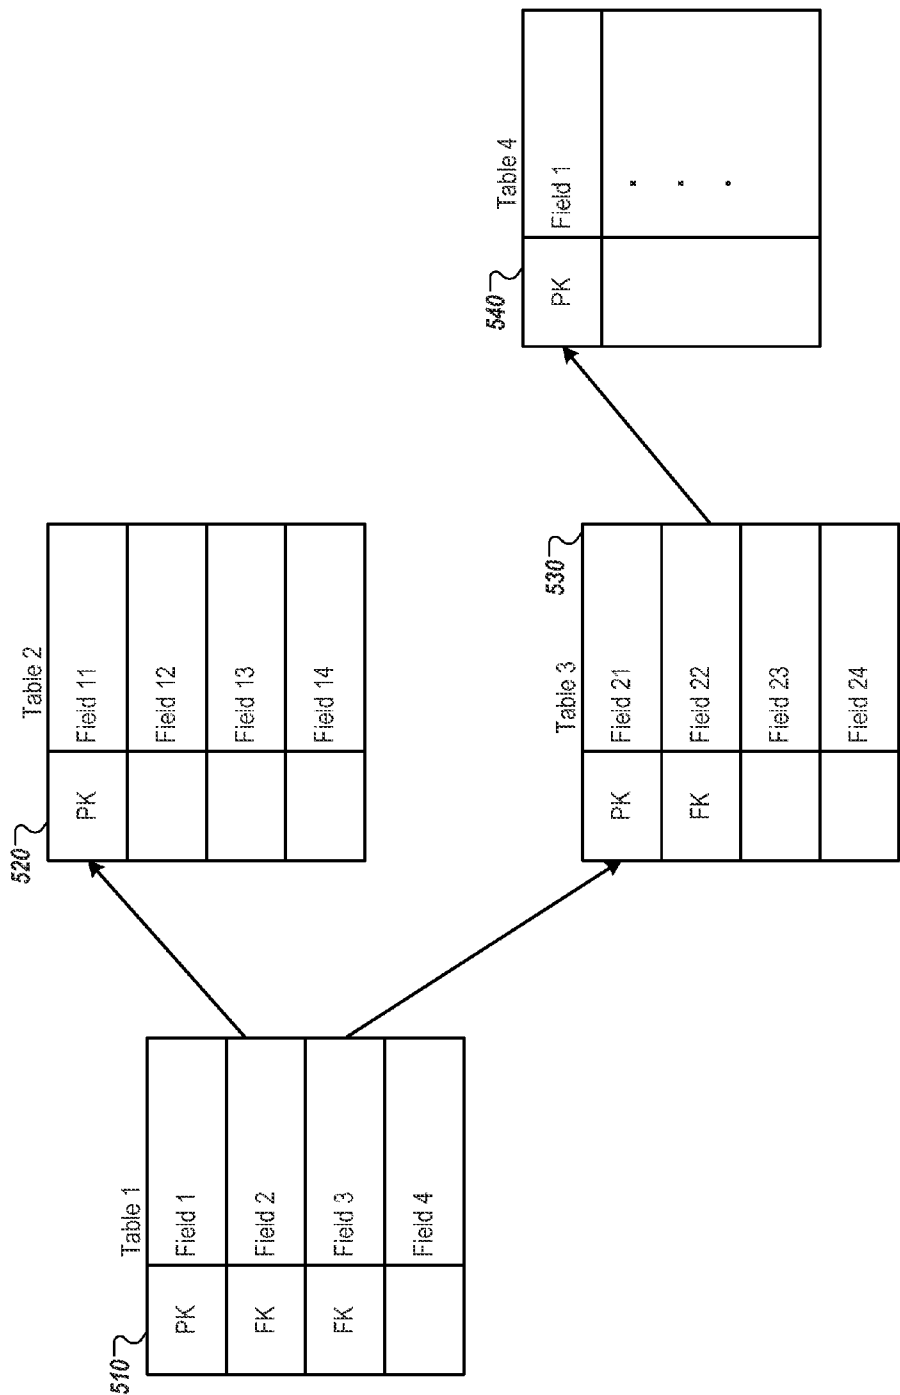 510
Table 1
PK Field 1
FK Field 2
FK Field 3
Field 4
520
Table 2
PK Field 11
Field 12
Field 13
Field 14
530
Table 3
PK Field 21
FK Field 22
Field 23
Field 24
540
Table 4
PK Field 1